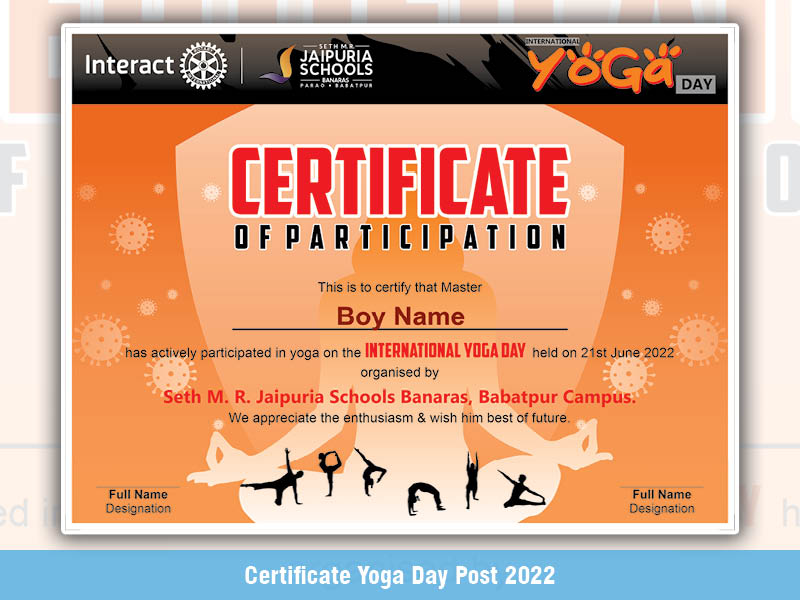 Interact
SETH M.R.
JAIPURIA
SCHOOLS
BANARAS
PARAO • BABATPUR
INTERNATIONAL
YOGa
DAY
CERTIFICATE
OF PARTICIPATION
This is to certify that Master
Boy Name
has actively participated in yoga on the INTERNATIONAL YOGA DAY held on 21st June 2022
organised by
Seth M. R. Jaipuria Schools Banaras, Babatpur Campus.
We appreciate the enthusiasm & wish him best of future.
Full Name
Designation
Full Name
Designation
Certificate Yoga Day Post 2022